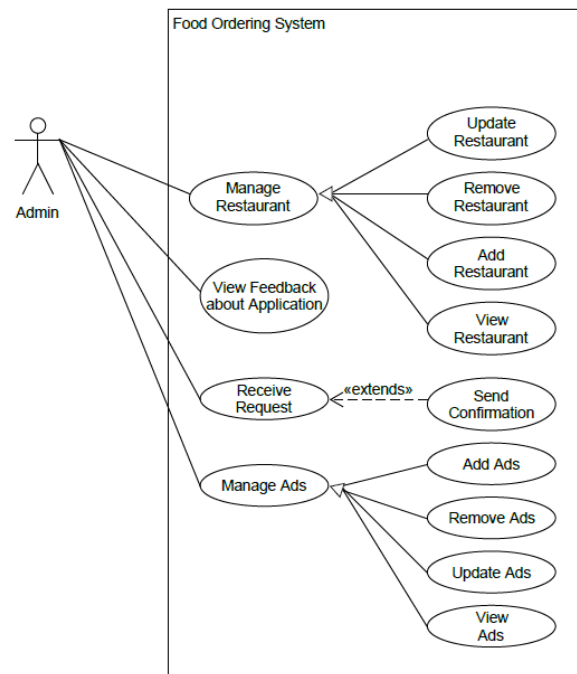 Food Ordering System
Admin
Manage
Restaurant
Update
Restaurant
Remove
Restaurant
Add
Restaurant
View
Restaurant
View Feedback
about Application
Receive
Request
«extends»
Send
Confirmation
Manage Ads
Add Ads
Remove Ads
Update Ads
View
Ads